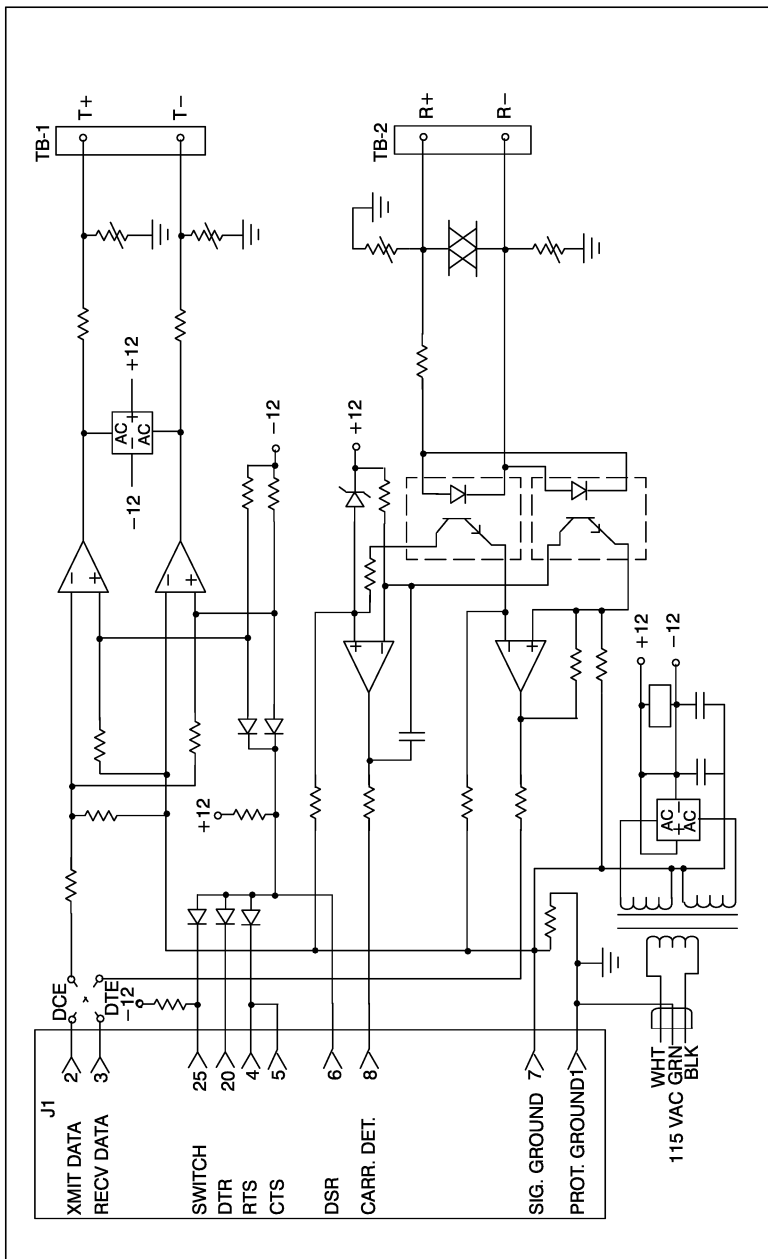 TB-1
T+
T−
TB-2
R+
R−
+12
AC
+
−
AC
−12
−12
+12
−
+
−
+
+
−
−
+
+12
−12
+12
AC
−
+
AC
DCE
DTE
−12
J1
2
XMIT DATA
3
RECV DATA
25
SWITCH
20
DTR
4
RTS
5
CTS
6
DSR
8
CARR. DET.
7
SIG. GROUND
1
PROT. GROUND
WHT
115 VAC GRN
BLK